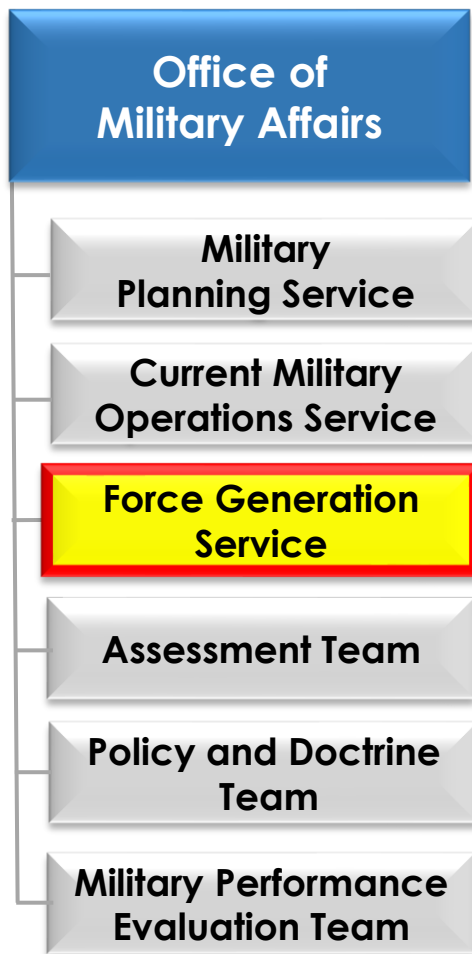 Office of
Military Affairs
Military
Planning Service
Current Military
Operations Service
Force Generation
Service
Assessment Team
Policy and Doctrine
Team
Military Performance
Evaluation Team